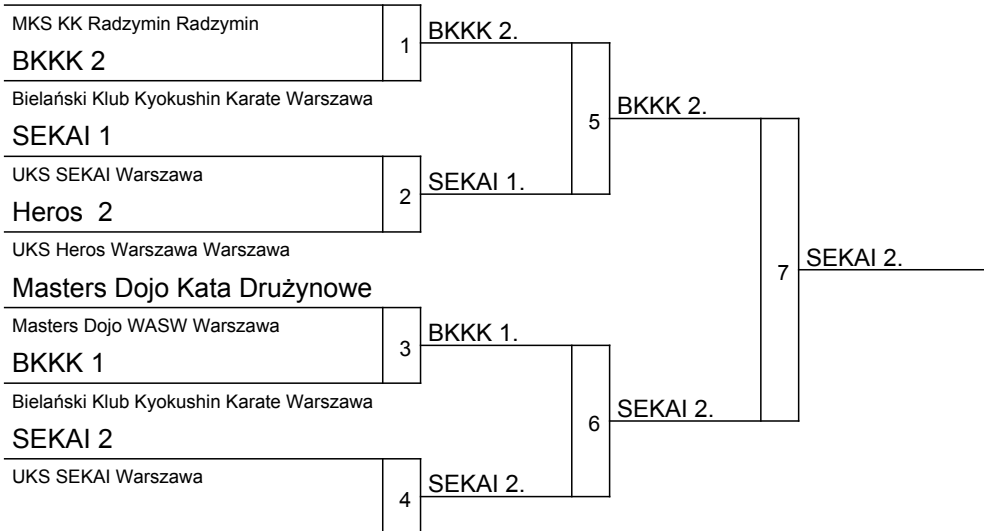 MKS KK Radzymin Radzymin
1
BKKK 2.
BKKK 2
Bielański Klub Kyokushin Karate Warszawa
5
BKKK 2.
SEKAI 1
UKS SEKAI Warszawa
2
SEKAI 1.
Heros 2
UKS Heros Warszawa Warszawa
7
SEKAI 2.
Masters Dojo Kata Drużynowe
Masters Dojo WASW Warszawa
3
BKKK 1.
BKKK 1
Bielański Klub Kyokushin Karate Warszawa
6
SEKAI 2.
SEKAI 2
UKS SEKAI Warszawa
4
SEKAI 2.